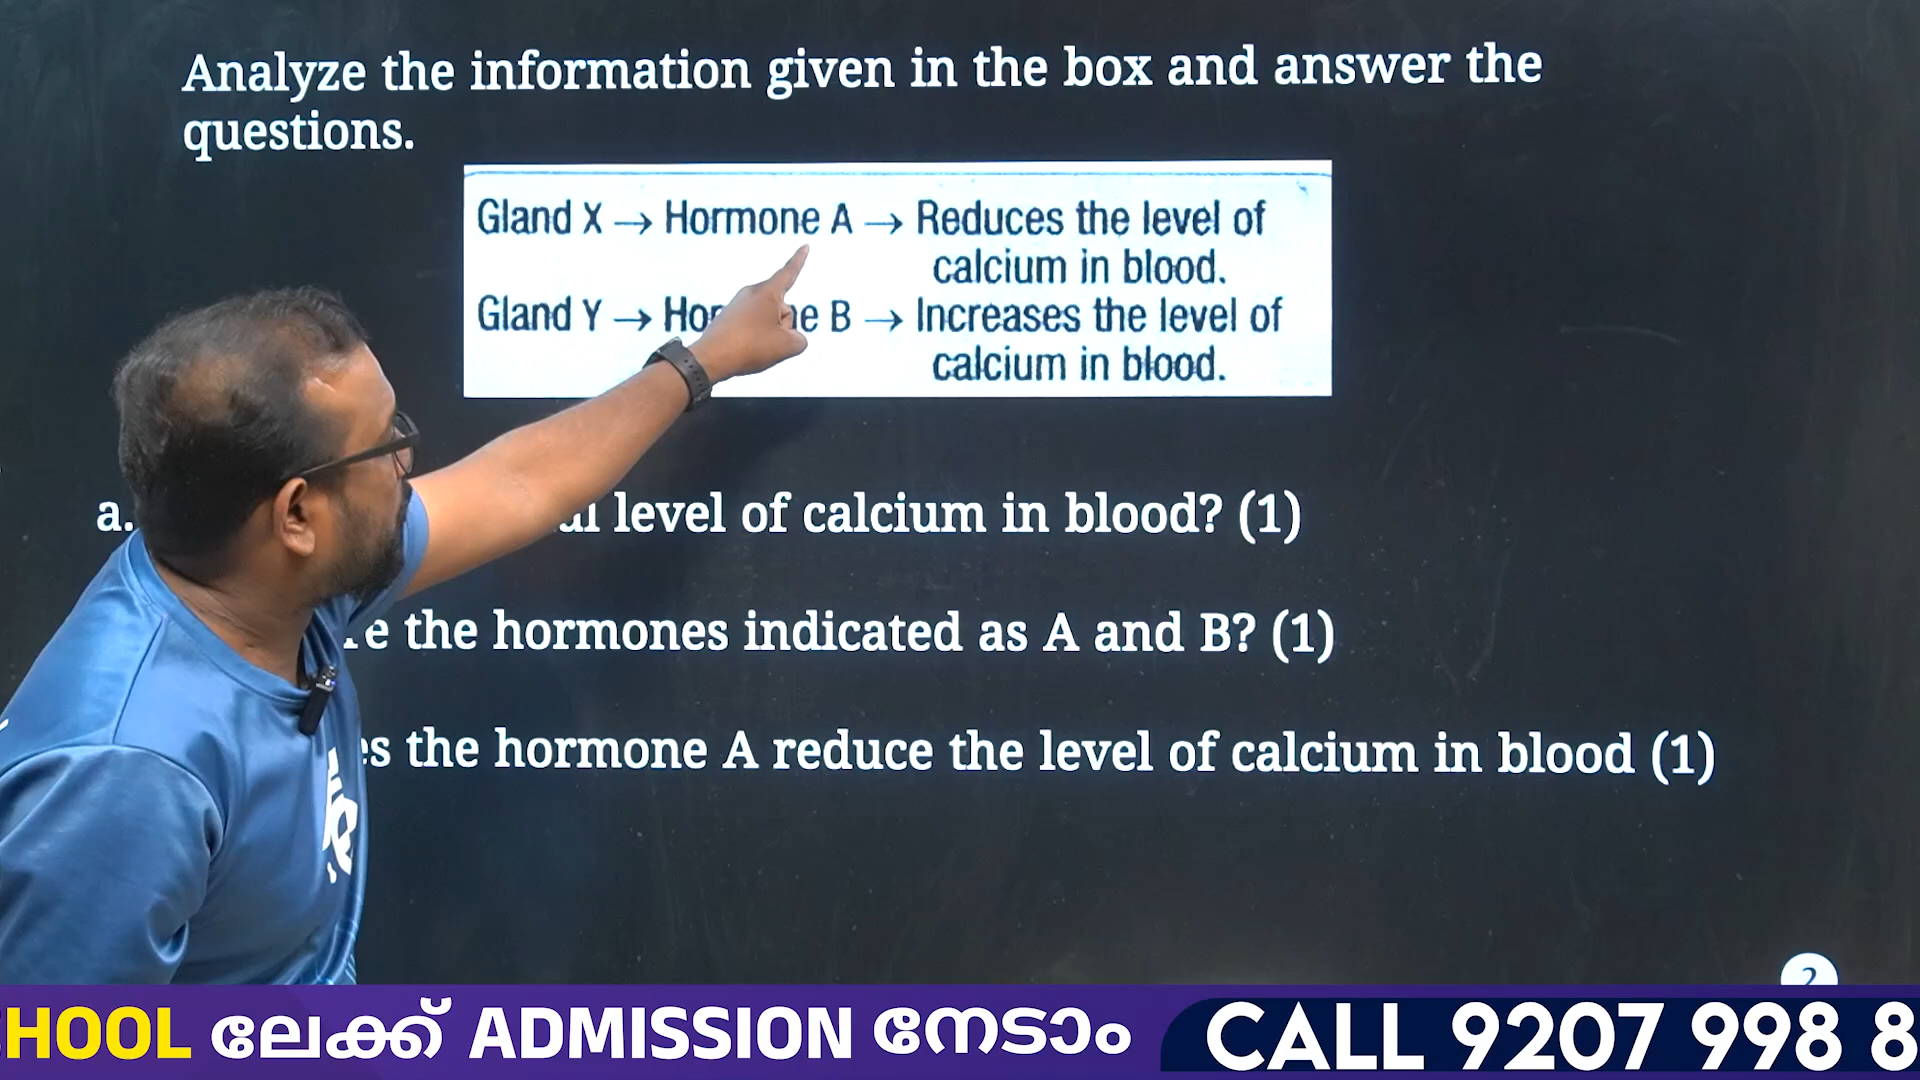 Analyze the information given in the box and answer the
questions.
Gland X → Hormone A → Reduces the level of
calcium in blood.
Gland Y → B → Increases the level of
calcium in blood.
a. level of calcium in blood? (1)
the hormones indicated as A and B? (1)
the hormone A reduce the level of calcium in blood (1)
2
ലേക്ക് ADMISSION നേടാം CALL 9207 998 8